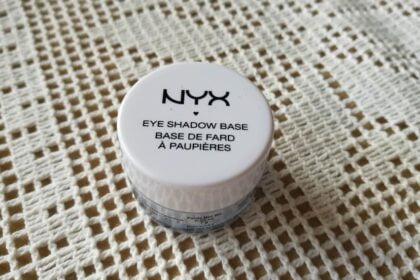 NYX
EYE SHADOW BASE
BASE DE FARD
À PAUPIÈRES